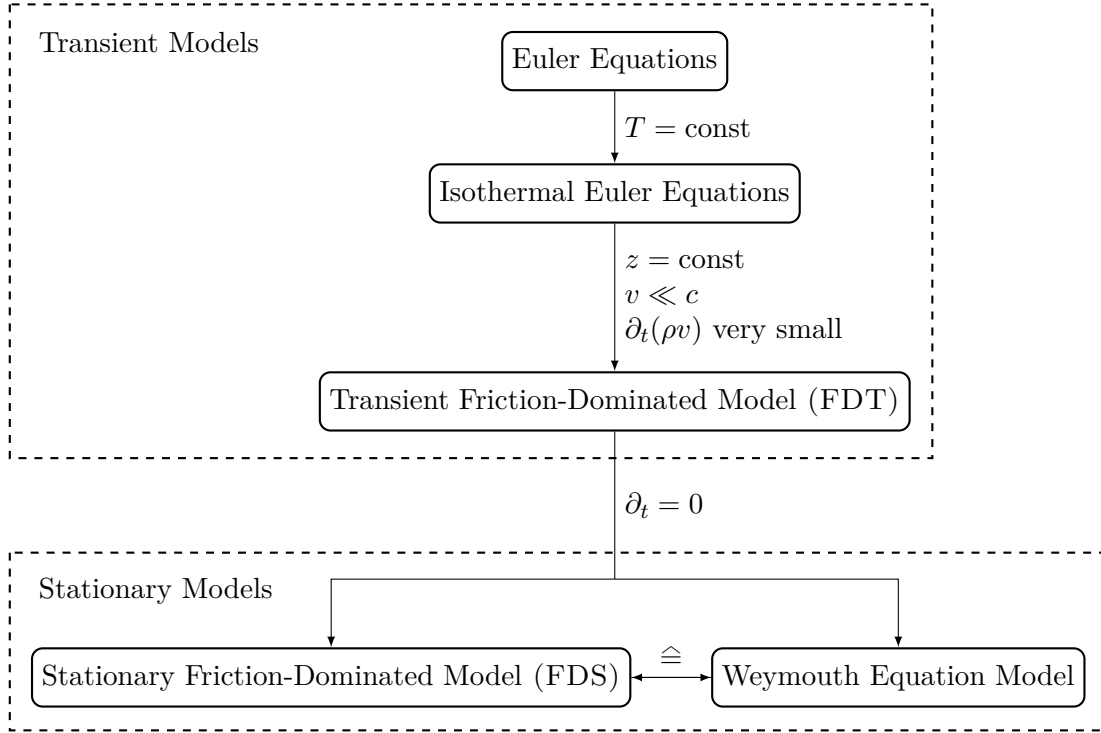 Transient Models
Euler Equations
T = const
Isothermal Euler Equations
z = const
v ≪ c
∂ₜ(ρv) very small
Transient Friction-Dominated Model (FDT)
∂ₜ = 0
Stationary Models
Stationary Friction-Dominated Model (FDS)
≙
Weymouth Equation Model